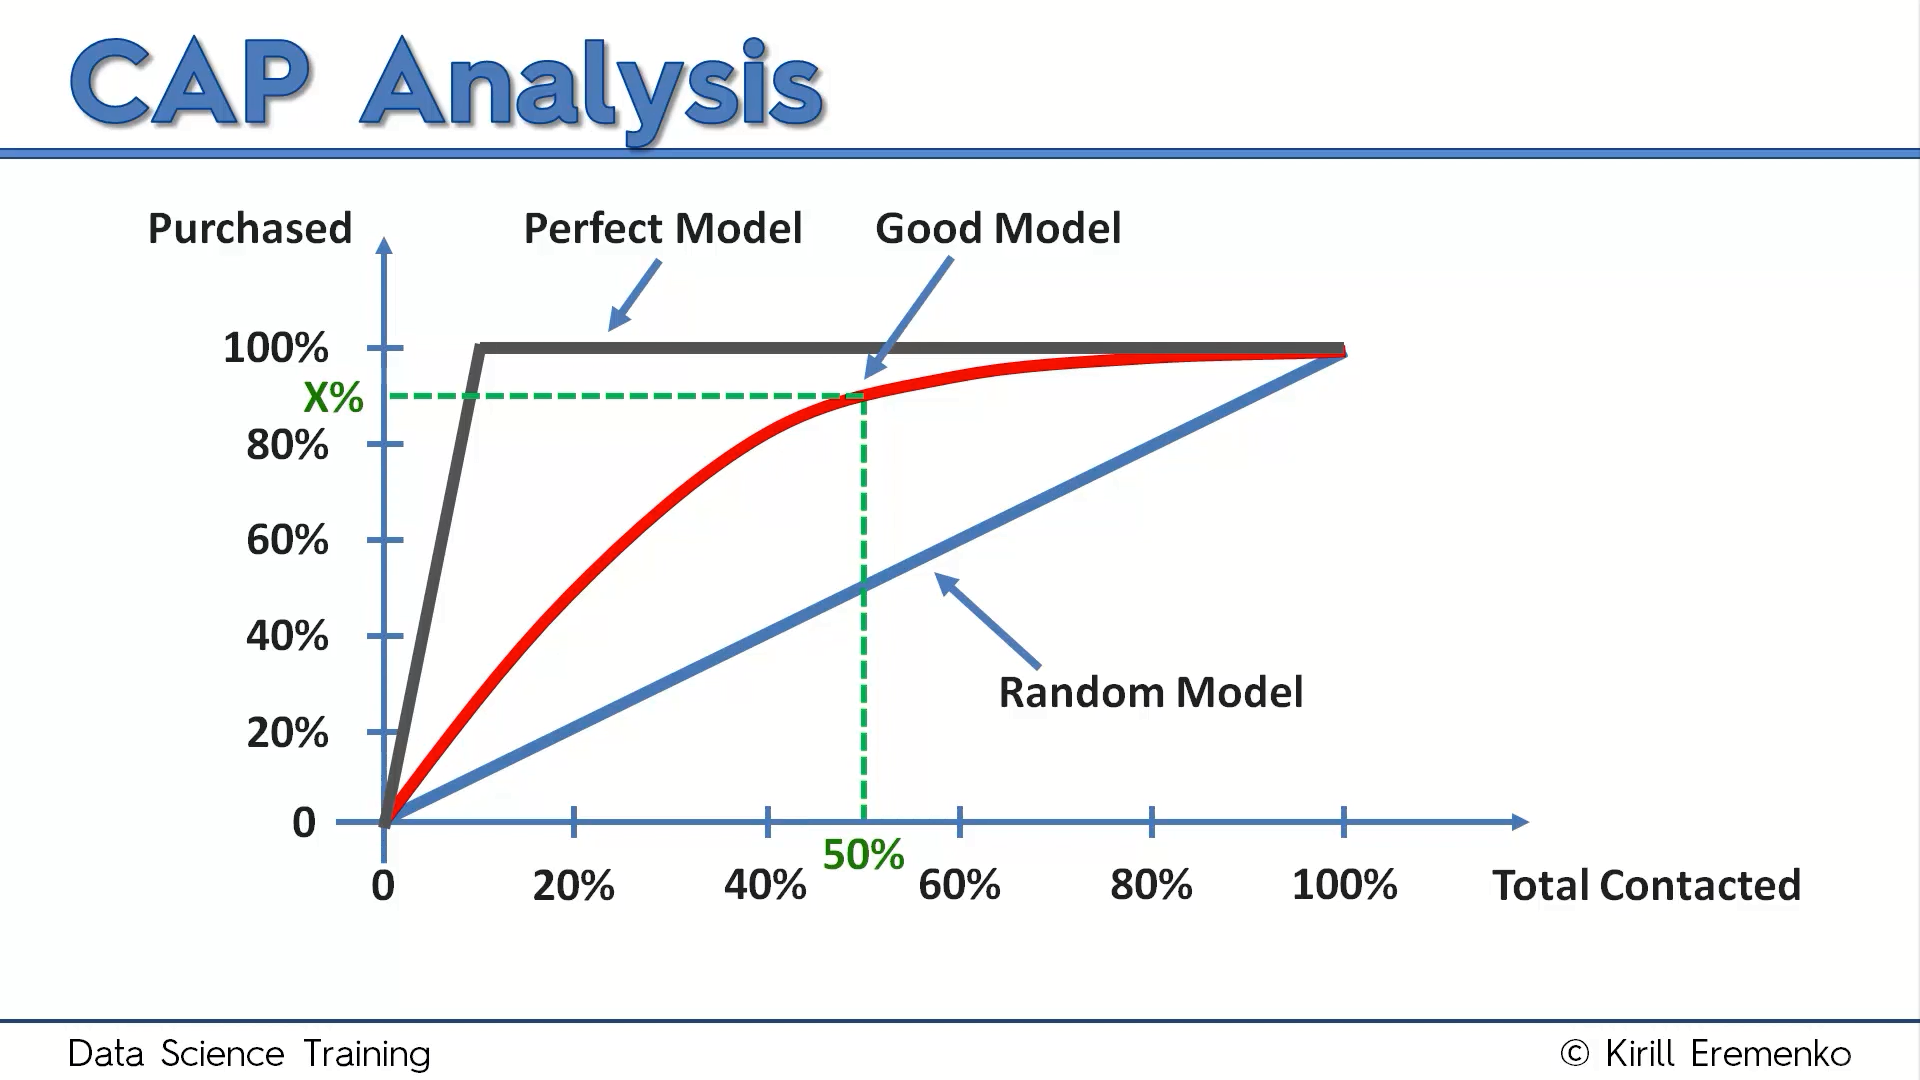 CAP Analysis
Purchased
Perfect Model
Good Model
100%
X%
80%
60%
40%
20%
0
Random Model
50%
0
20%
40%
60%
80%
100%
Total Contacted
Data Science Training
© Kirill Eremenko